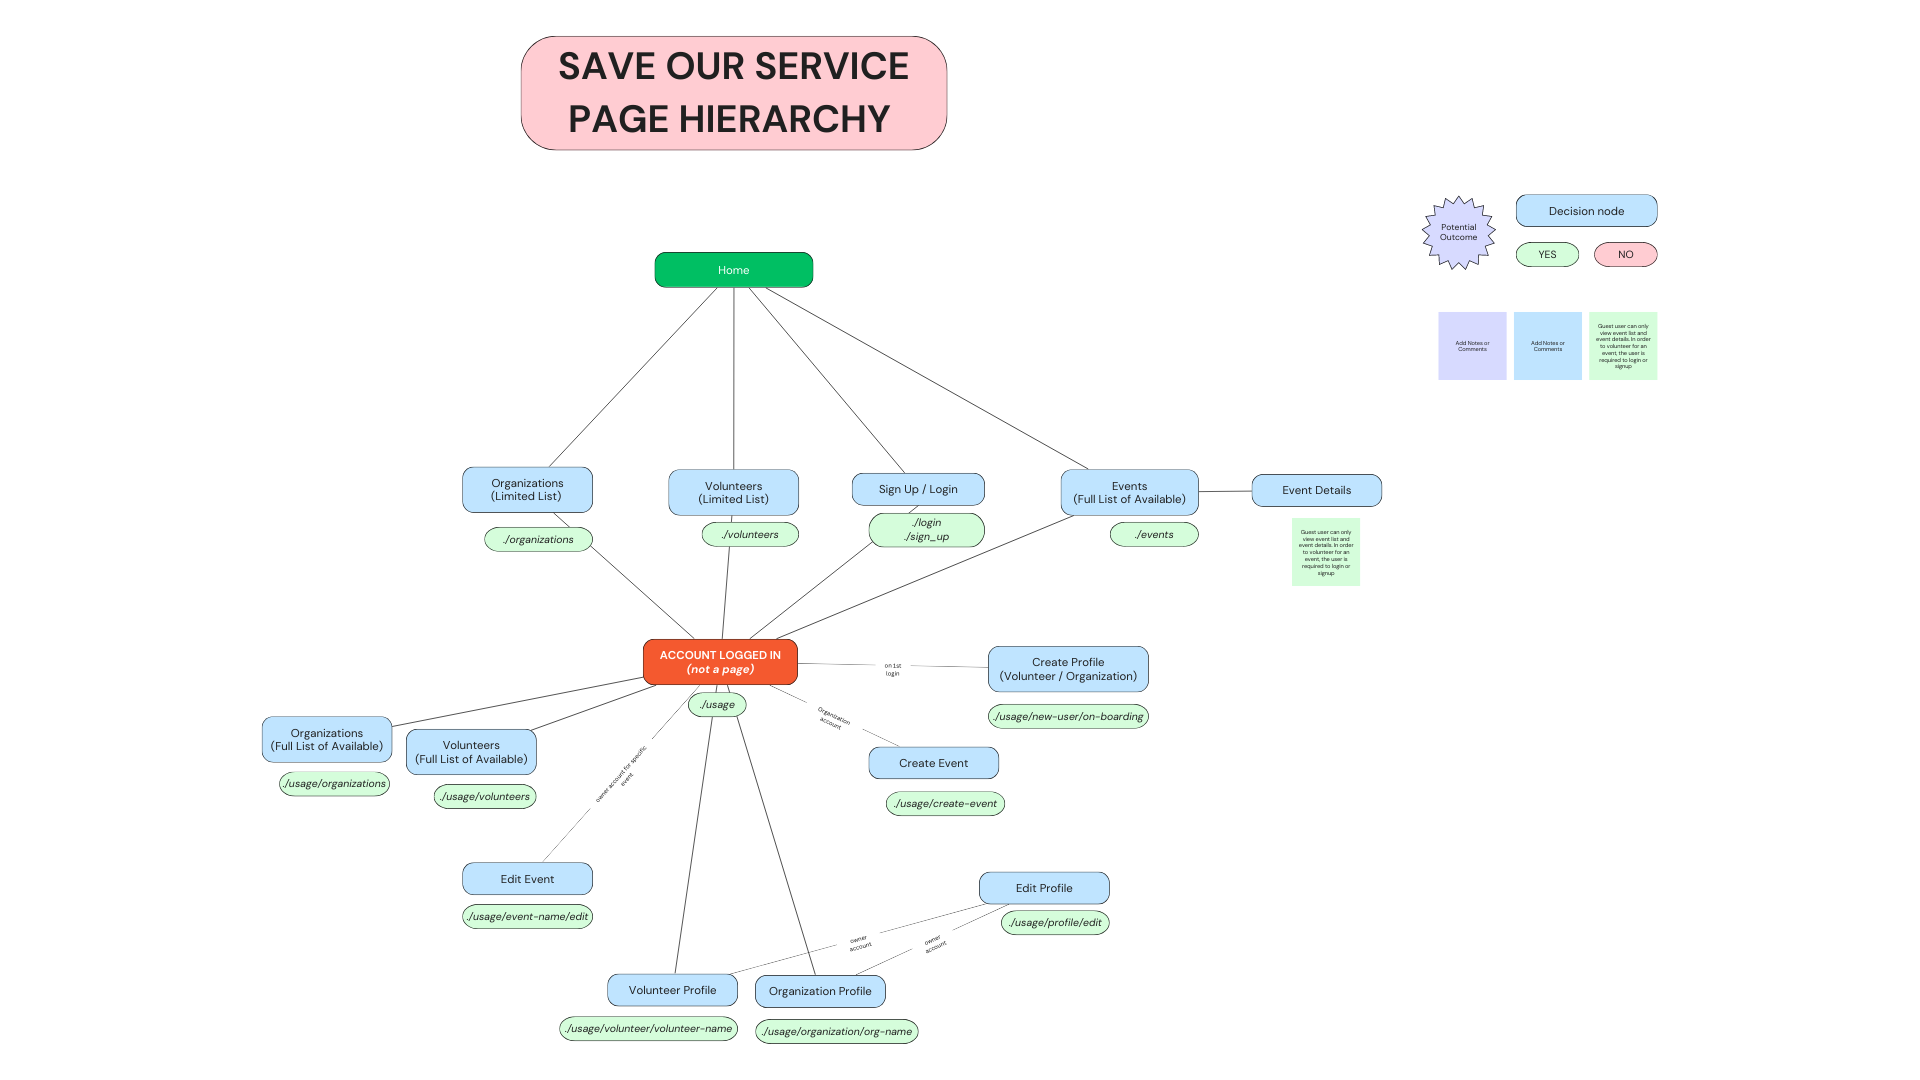 SAVE OUR SERVICE
PAGE HIERARCHY
Potential
Outcome
Decision node
YES
NO
Add Notes or
Comments
Add Notes or
Comments
Guest user can only
view event list and
event details. In order
to volunteer for an
event, the user is
required to login or
signup
Home
Organizations
(Limited List)
./organizations
Volunteers
(Limited List)
./volunteers
Sign Up / Login
./login
./sign_up
Events
(Full List of Available)
./events
Event Details
Guest user can only
view event list and
event details. In order
to volunteer for an
event, the user is
required to login or
signup
ACCOUNT LOGGED IN
(not a page)
./usage
on 1st
login
Create Profile
(Volunteer / Organization)
./usage/new-user/on-boarding
Organization
account
Create Event
./usage/create-event
Organizations
(Full List of Available)
./usage/organizations
Volunteers
(Full List of Available)
./usage/volunteers
owner account for specific
event
Edit Event
./usage/event-name/edit
Edit Profile
./usage/profile/edit
owner
account
owner
account
Volunteer Profile
./usage/volunteer/volunteer-name
Organization Profile
./usage/organization/org-name